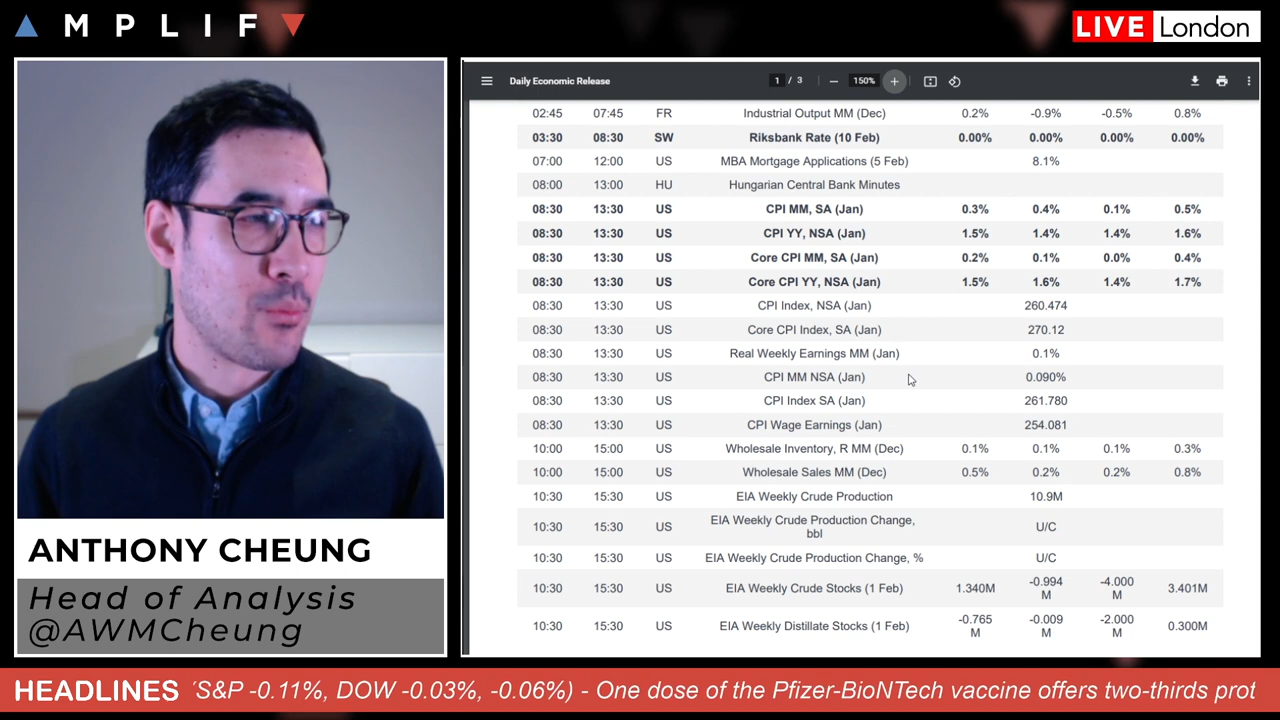 AMPLIFY
LIVE London
Daily Economic Release
1 / 3
150%
02:45 07:45 FR Industrial Output MM (Dec) 0.2% -0.9% -0.5% 0.8%
03:30 08:30 SW Riksbank Rate (10 Feb) 0.00% 0.00% 0.00% 0.00%
07:00 12:00 US MBA Mortgage Applications (5 Feb) 8.1%
08:00 13:00 HU Hungarian Central Bank Minutes
08:30 13:30 US CPI MM, SA (Jan) 0.3% 0.4% 0.1% 0.5%
08:30 13:30 US CPI YY, NSA (Jan) 1.5% 1.4% 1.4% 1.6%
08:30 13:30 US Core CPI MM, SA (Jan) 0.2% 0.1% 0.0% 0.4%
08:30 13:30 US Core CPI YY, NSA (Jan) 1.5% 1.6% 1.4% 1.7%
08:30 13:30 US CPI Index, NSA (Jan) 260.474
08:30 13:30 US Core CPI Index, SA (Jan) 270.12
08:30 13:30 US Real Weekly Earnings MM (Jan) 0.1%
08:30 13:30 US CPI MM NSA (Jan) 0.090%
08:30 13:30 US CPI Index SA (Jan) 261.780
08:30 13:30 US CPI Wage Earnings (Jan) 254.081
10:00 15:00 US Wholesale Inventory, R MM (Dec) 0.1% 0.1% 0.1% 0.3%
10:00 15:00 US Wholesale Sales MM (Dec) 0.5% 0.2% 0.2% 0.8%
10:30 15:30 US EIA Weekly Crude Production 10.9M
10:30 15:30 US EIA Weekly Crude Production Change, bbl U/C
10:30 15:30 US EIA Weekly Crude Production Change, % U/C
10:30 15:30 US EIA Weekly Crude Stocks (1 Feb) 1.340M -0.994 M -4.000 M 3.401M
10:30 15:30 US EIA Weekly Distillate Stocks (1 Feb) -0.765 M -0.009 M -2.000 M 0.300M
ANTHONY CHEUNG
Head of Analysis
@AWMCheung
HEADLINES 'S&P -0.11%, DOW -0.03%, -0.06%) - One dose of the Pfizer-BioNTech vaccine offers two-thirds prot